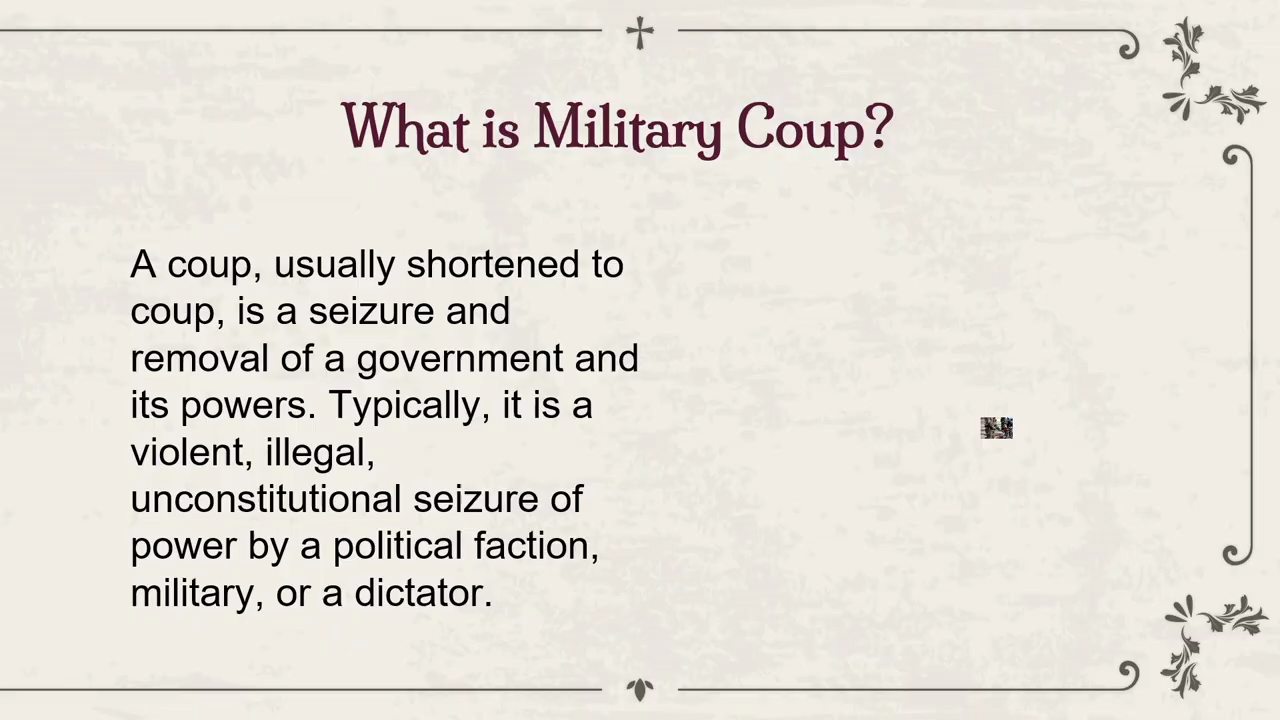 What is Military Coup?
A coup, usually shortened to
coup, is a seizure and
removal of a government and
its powers. Typically, it is a
violent, illegal,
unconstitutional seizure of
power by a political faction,
military, or a dictator.